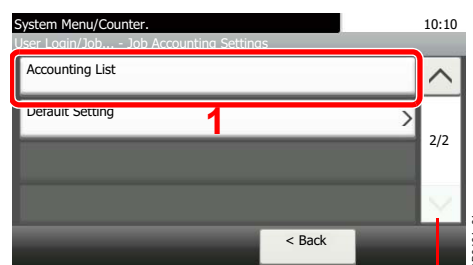 System Menu/Counter.
10:10
User Login/Job... - Job Accounting Settings
Accounting List
Default Setting
1
2/2
< Back